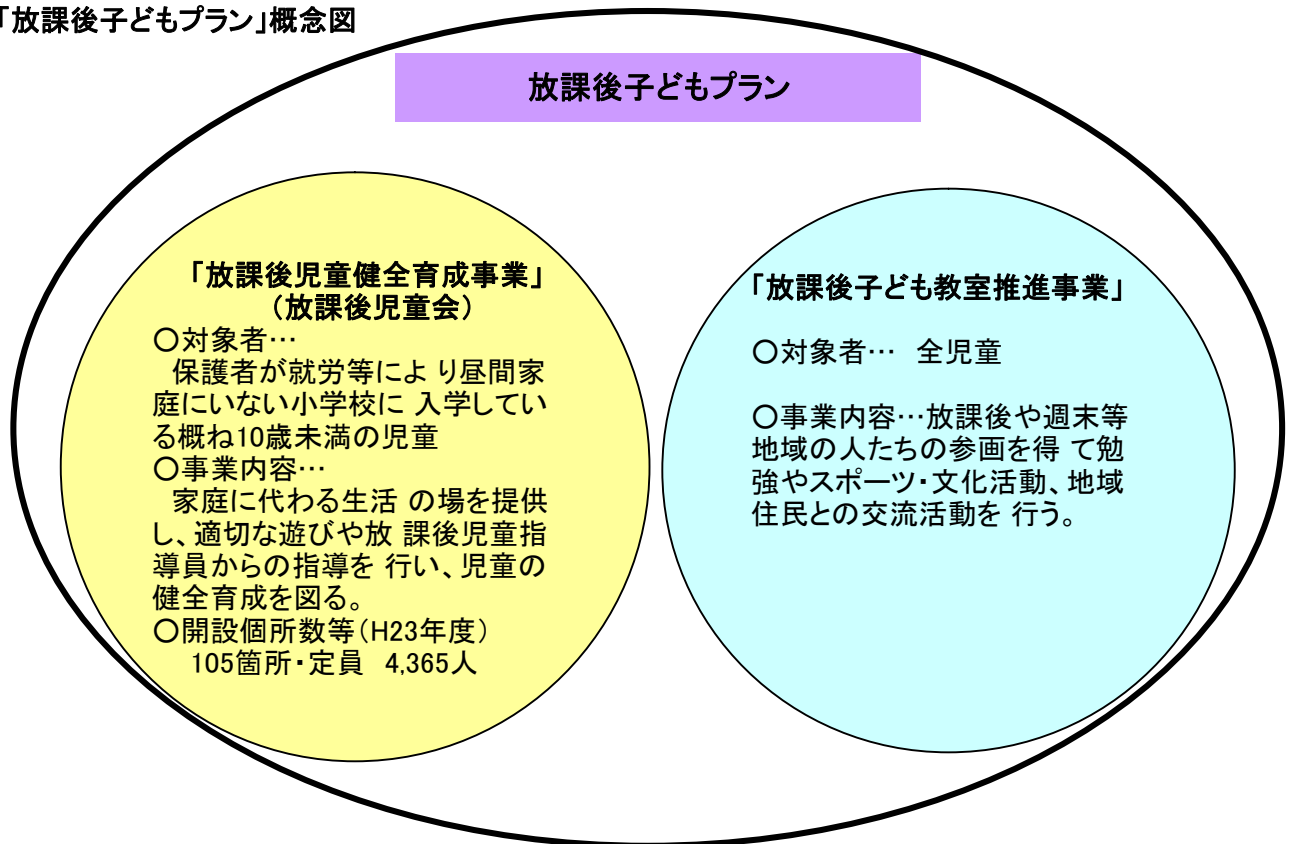 「放課後子どもプラン」概念図
放課後子どもプラン
「放課後児童健全育成事業」
（放課後児童会）
○対象者…
保護者が就労等によ り昼間家
庭にいない小学校に 入学してい
る概ね10歳未満の児童
○事業内容…
家庭に代わる生活 の場を提供
し、適切な遊びや放 課後児童指
導員からの指導を 行い、児童の
健全育成を図る。
○開設個所数等（H23年度）
105箇所・定員 4,365人
「放課後子ども教室推進事業」
○対象者… 全児童
○事業内容…放課後や週末等
地域の人たちの参画を得 て勉
強やスポーツ・文化活動、地域
住民との交流活動を 行う。